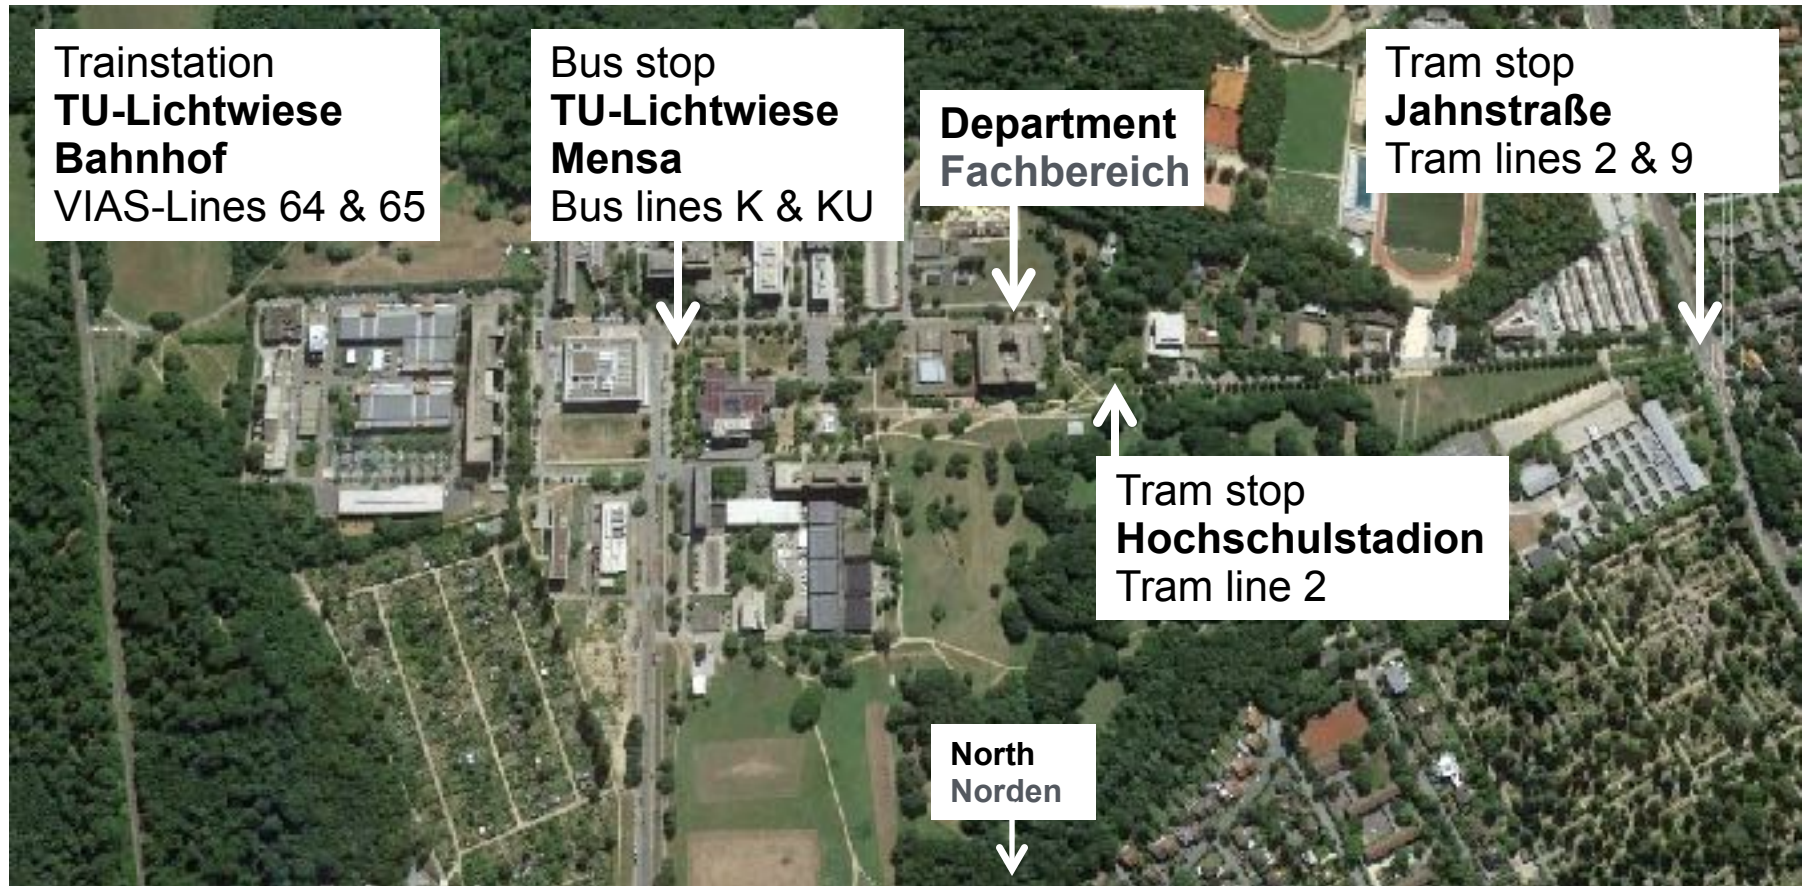 Trainstation
TU-Lichtwiese
Bahnhof
VIAS-Lines 64 & 65
Bus stop
TU-Lichtwiese
Mensa
Bus lines K & KU
Department
Fachbereich
Tram stop
Jahnstraße
Tram lines 2 & 9
Tram stop
Hochschulstadion
Tram line 2
North
Norden